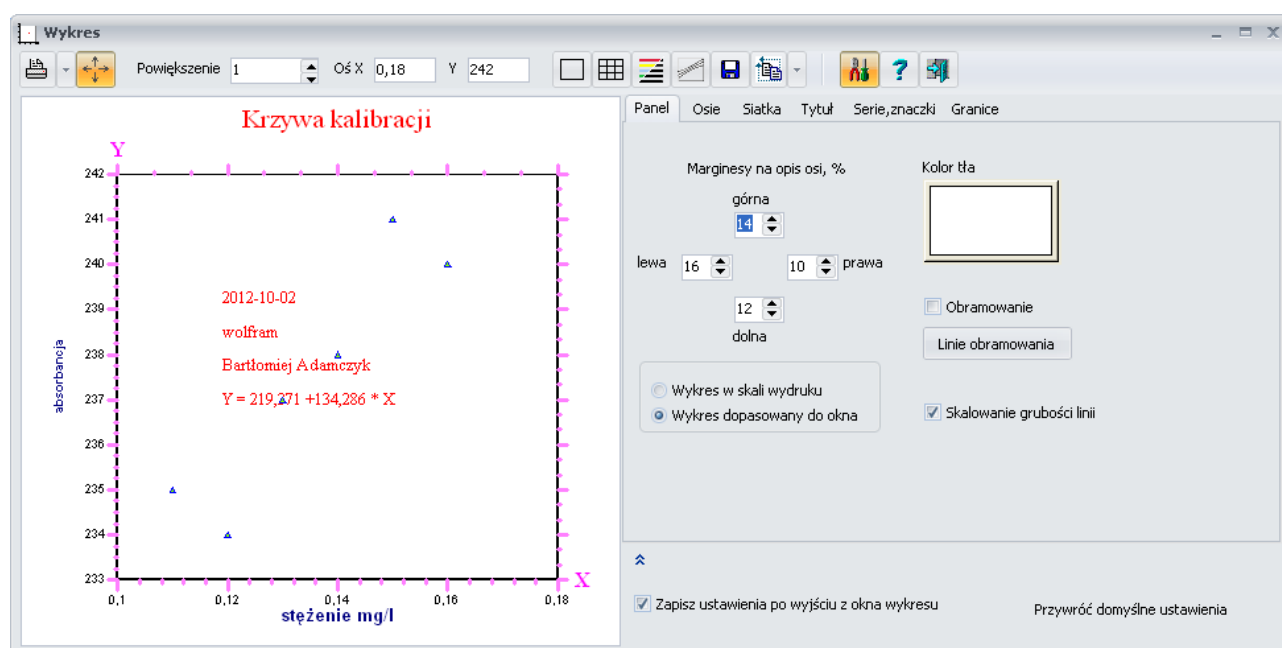 Wykres
Powiększenie 1 Oś X 0,18 Y 242
Krzywa kalibracji
Y
242
241
240
239
238
237
236
235
234
233
absorbancja
2012-10-02
wolfram
Bartłomiej Adamczyk
Y = 219,271 +134,286 * X
0,1 0,12 0,14 0,16 0,18
X
stężenie mg/l
Panel Osie Siatka Tytuł Serie,znaczki Granice
Marginesy na opis osi, %
górna
14
lewa 16 10 prawa
12
dolna
Wykres w skali wydruku
Wykres dopasowany do okna
Kolor tła
Obramowanie
Linie obramowania
Skalowanie grubości linii
Zapisz ustawienia po wyjściu z okna wykresu
Przywróć domyślne ustawienia